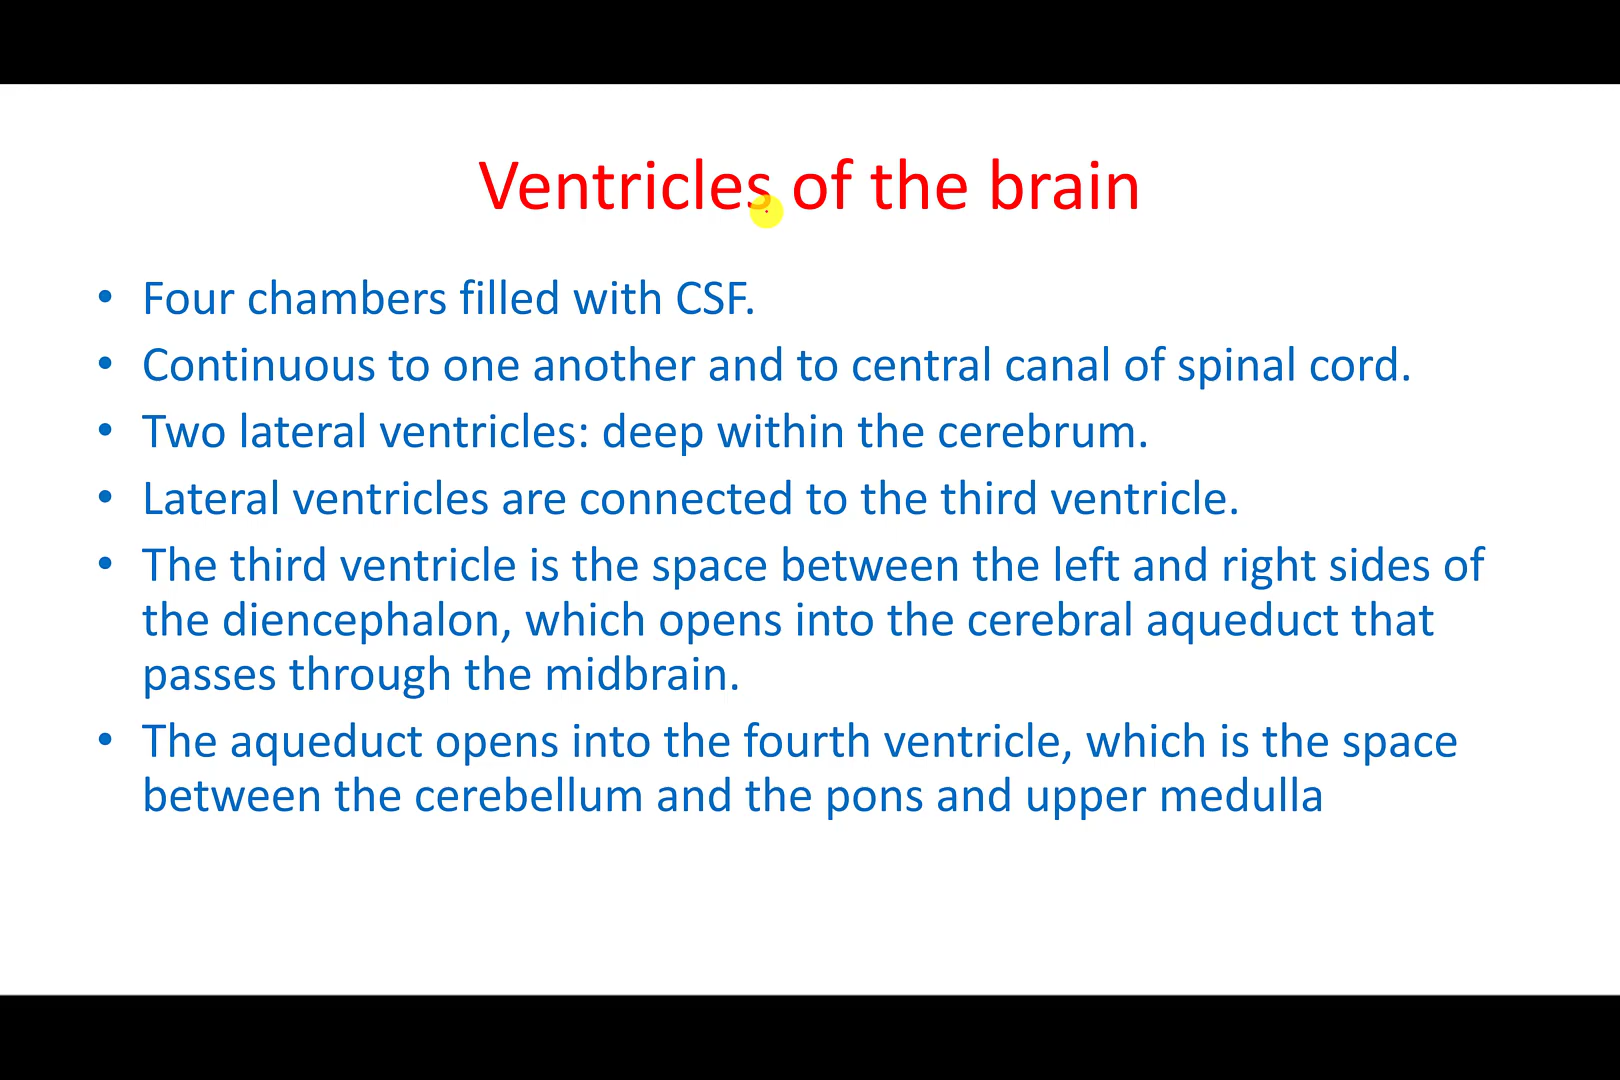 Ventricles of the brain
• Four chambers filled with CSF.
• Continuous to one another and to central canal of spinal cord.
• Two lateral ventricles: deep within the cerebrum.
• Lateral ventricles are connected to the third ventricle.
• The third ventricle is the space between the left and right sides of
the diencephalon, which opens into the cerebral aqueduct that
passes through the midbrain.
• The aqueduct opens into the fourth ventricle, which is the space
between the cerebellum and the pons and upper medulla